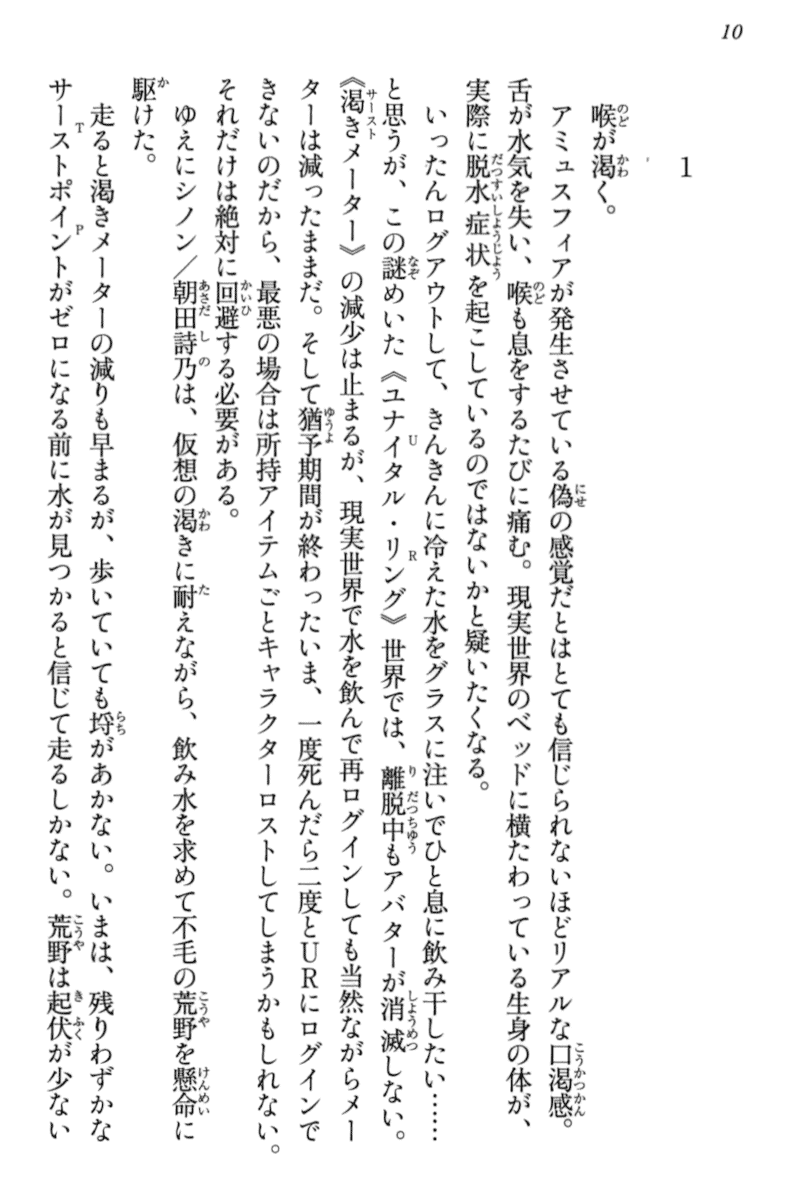 10
1
喉が渇く。
アミュスフィアが発生させている偽の感覚だとはとても信じられないほどリアルな口渇感。
舌が水気を失い、喉も息をするたびに痛む。現実世界のベッドに横たわっている生身の体が、
実際に脱水症状を起こしているのではないかと疑いたくなる。
いったんログアウトして、きんきんに冷えた水をグラスに注いでひと息に飲み干したい……
と思うが、この謎めいた《ユナイタル・リング》世界では、離脱中もアバターが消滅しない。
《渇きメーター》の減少は止まるが、現実世界で水を飲んで再ログインしても当然ながらメー
ターは減ったままだ。そして猶予期間が終わったいま、一度死んだら二度とURにログインで
きないのだから、最悪の場合は所持アイテムごとキャラクターロストしてしまうかもしれない。
それだけは絶対に回避する必要がある。
ゆえにシノン／朝田詩乃は、仮想の渇きに耐えながら、飲み水を求めて不毛の荒野を懸命に
駆けた。
走ると渇きメーターの減りも早まるが、歩いていても埒があかない。いまは、残りわずかな
サーストポイントがゼロになる前に水が見つかると信じて走るしかない。荒野は起伏が少ない